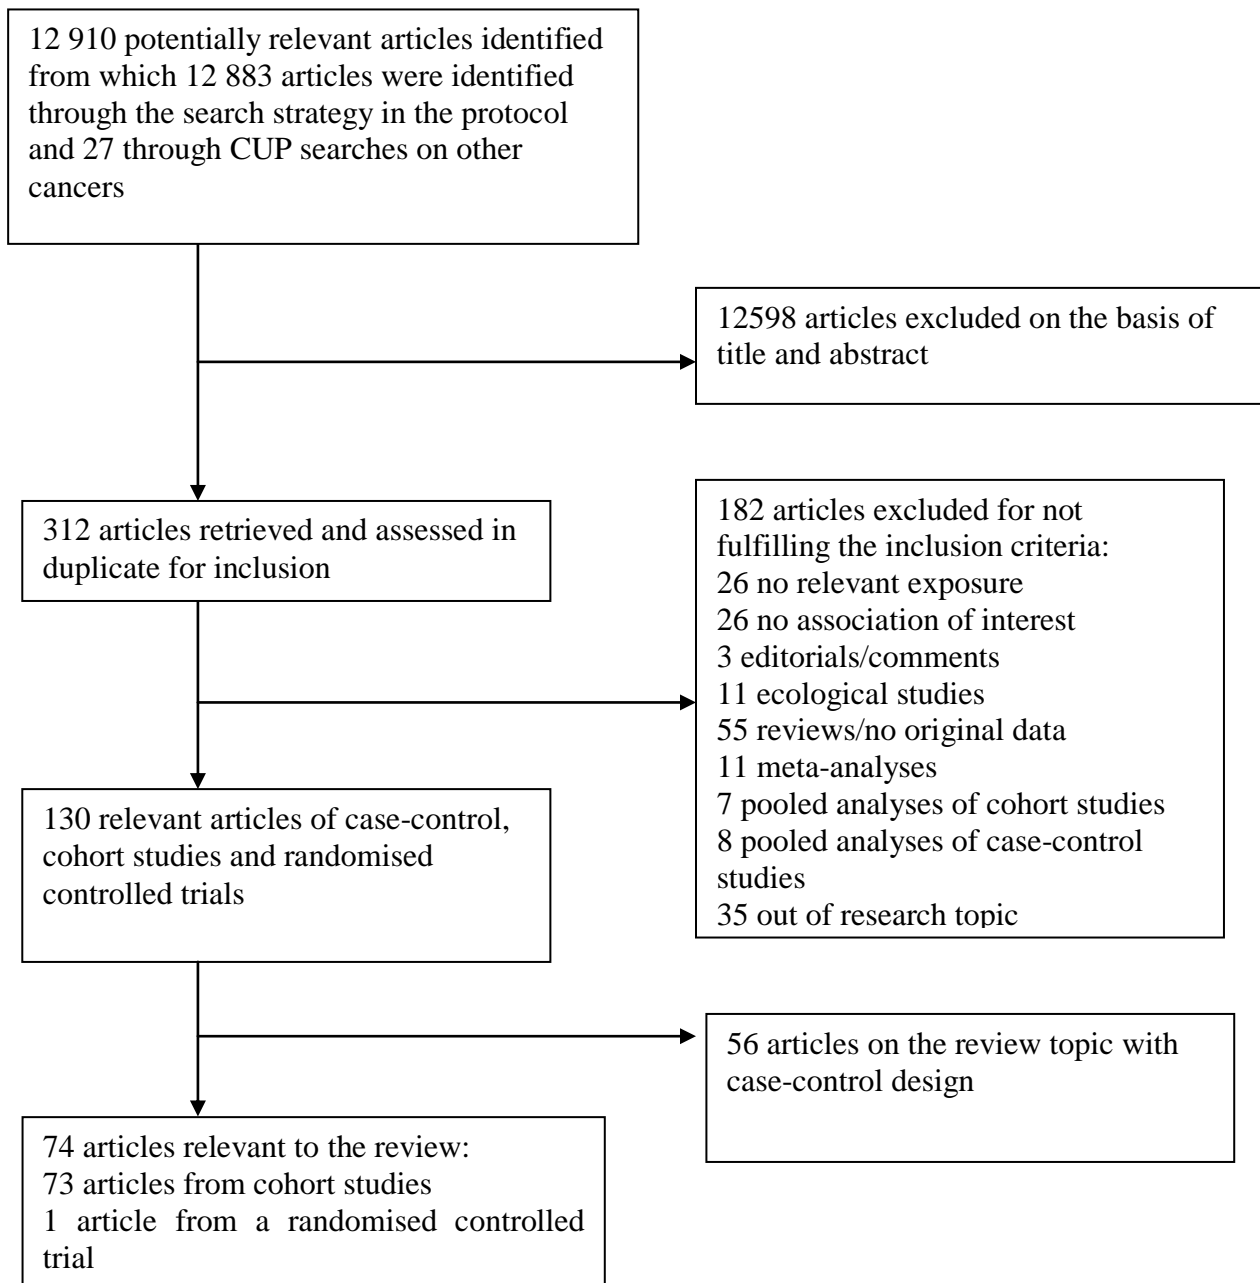 12 910 potentially relevant articles identified
from which 12 883 articles were identified
through the search strategy in the protocol
and 27 through CUP searches on other
cancers
12598 articles excluded on the basis of
title and abstract
312 articles retrieved and assessed in
duplicate for inclusion
182 articles excluded for not
fulfilling the inclusion criteria:
26 no relevant exposure
26 no association of interest
3 editorials/comments
11 ecological studies
55 reviews/no original data
11 meta-analyses
7 pooled analyses of cohort studies
8 pooled analyses of case-control
studies
35 out of research topic
130 relevant articles of case-control,
cohort studies and randomised
controlled trials
56 articles on the review topic with
case-control design
74 articles relevant to the review:
73 articles from cohort studies
1 article from a randomised controlled
trial